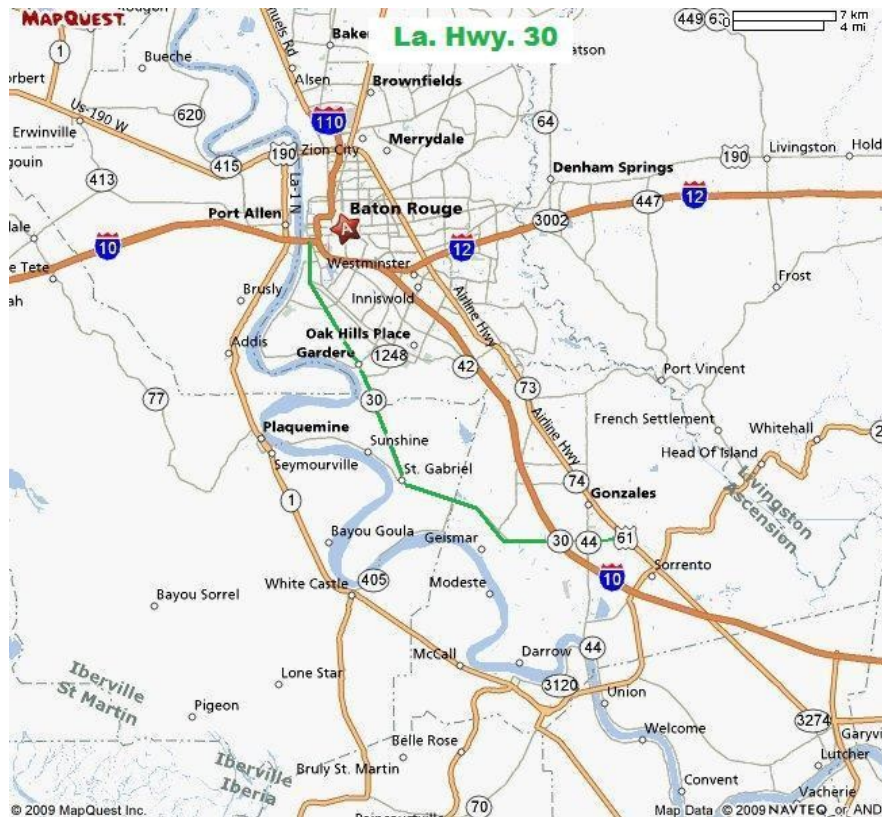 MAPQUEST
La. Hwy. 30
449
63
0
7 km
4 mi
1
Bueche
Baker
Alsen
Brownfields
64
Us-190 W
620
Erwinville
110
Merrydale
Zion City
190
415
413
La-1 N
Denham Springs
190
Livingston
Port Allen
Baton Rouge
A
3002
447
12
10
12
Westminster
Inniswold
Airline Hwy
Frost
Brusly
Oak Hills Place
Addis
Gardere
1248
42
73
Port Vincent
77
30
Airline Hwy
French Settlement
Whitehall
Plaquemine
Sunshine
Head Of Island
Seymourville
St. Gabriel
74
Gonzales
Livingston
Ascension
1
Bayou Goula
Geismar
30
44
61
White Castle
405
Modeste
10
Sorrento
Bayou Sorrel
McCall
Darrow
44
Iberville
St Martin
Lone Star
3120
Union
Pigeon
Welcome
3274
Belle Rose
Iberville
Iberia
Bruly St. Martin
Lutcher
Convent
Vacherie
70
© 2009 MapQuest Inc.
Map Data © 2009 NAVTEQ or AND